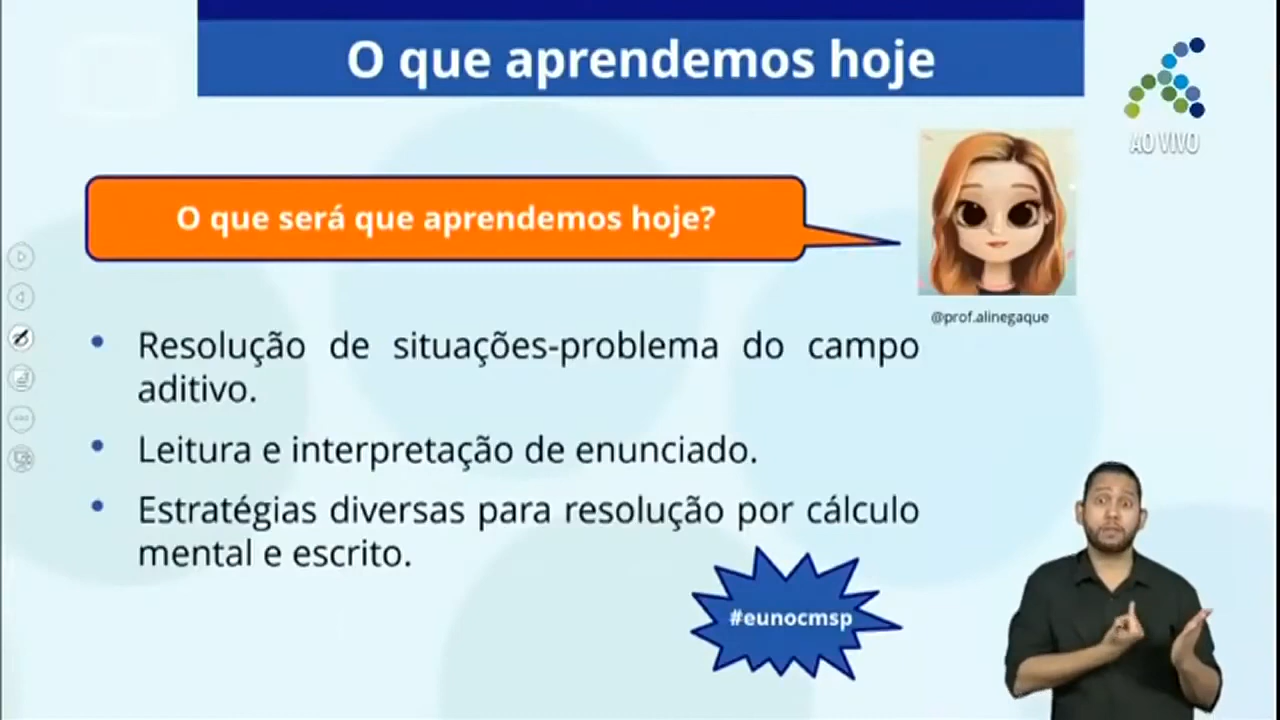 O que aprendemos hoje
AO VIVO
O que será que aprendemos hoje?
@prof.alinegaque
Resolução de situações-problema do campo
aditivo.
Leitura e interpretação de enunciado.
Estratégias diversas para resolução por cálculo
mental e escrito.
#eunocmsp